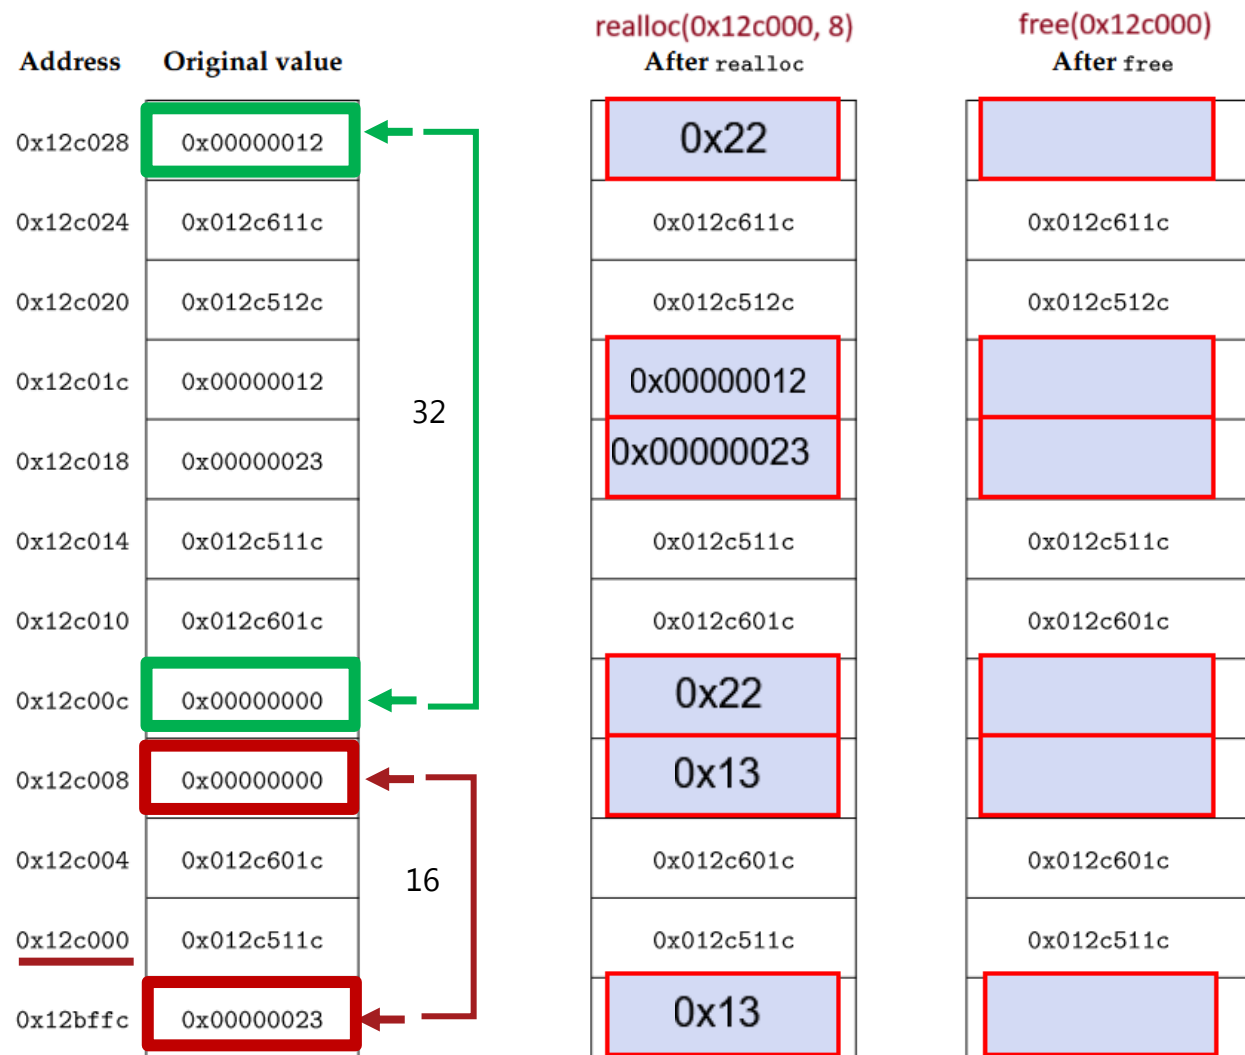 realloc(0x12c000, 8) free(0x12c000)
Address Original value After realloc After free
0x12c028 0x00000012 0x22
0x12c024 0x012c611c 0x012c611c 0x012c611c
0x12c020 0x012c512c 0x012c512c 0x012c512c
0x12c01c 0x00000012 0x00000012
32
0x12c018 0x00000023 0x00000023
0x12c014 0x012c511c 0x012c511c 0x012c511c
0x12c010 0x012c601c 0x012c601c 0x012c601c
0x12c00c 0x00000000 0x22
0x12c008 0x00000000 0x13
0x12c004 0x012c601c 0x012c601c 0x012c601c
16
0x12c000 0x012c511c 0x012c511c 0x012c511c
0x12bffc 0x00000023 0x13